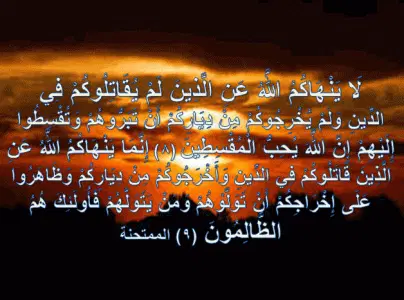 لَا يَنْهَاكُمُ اللَّهُ عَنِ الَّذِينَ لَمْ يُقَاتِلُوكُمْ فِي
الدِّينِ وَلَمْ يُخْرِجُوكُمْ مِنْ دِيَارِكُمْ أَنْ تَبَرُّوهُمْ وَتُقْسِطُوا
إِلَيْهِمْ إِنَّ اللَّهَ يُحِبُّ الْمُقْسِطِينَ (٨) إِنَّمَا يَنْهَاكُمُ اللَّهُ عَنِ
الَّذِينَ قَاتَلُوكُمْ فِي الدِّينِ وَأَخْرَجُوكُمْ مِنْ دِيَارِكُمْ وَظَاهَرُوا
عَلَى إِخْرَاجِكُمْ أَنْ تَوَلَّوْهُمْ وَمَنْ يَتَوَلَّهُمْ فَأُولَئِكَ هُمُ
الظَّالِمُونَ (٩) الممتحنة